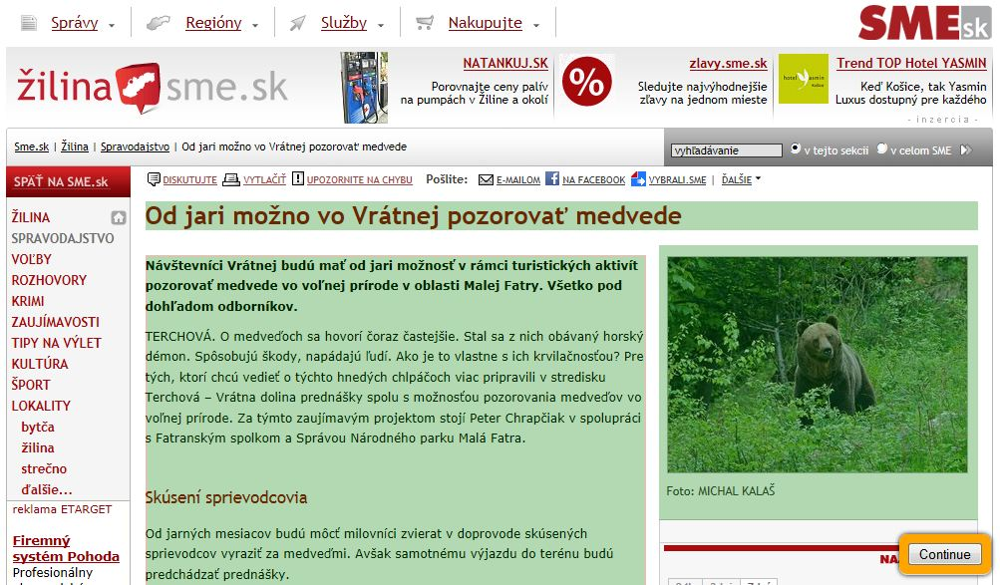 Správy
Regióny
Služby
Nakupujte
SME sk
žilina sme.sk
NATANKUJ.SK
Porovnajte ceny palív
na pumpách v Žiline a okolí
%
zlavy.sme.sk
Sledujte najvýhodnejšie
zľavy na jednom mieste
Trend TOP Hotel YASMIN
Keď Košice, tak Yasmin
Luxus dostupný pre každého
- inzercia -
Sme.sk | Žilina | Spravodajstvo | Od jari možno vo Vrátnej pozorovať medvede
vyhľadávanie
v tejto sekcii
v celom SME
SPÄŤ NA SME.sk
DISKUTUJTE
VYTLAČIŤ
UPOZORNITE NA CHYBU
Pošlite:
E-MAILOM
NA FACEBOOK
VYBRALI.SME |
ĎALŠIE
ŽILINA
SPRAVODAJSTVO
VOĽBY
ROZHOVORY
KRIMI
ZAUJÍMAVOSTI
TIPY NA VÝLET
KULTÚRA
ŠPORT
LOKALITY
bytča
žilina
strečno
ďalšie...
reklama ETARGET
Firemný
systém Pohoda
Profesionálny
Od jari možno vo Vrátnej pozorovať medvede
Návštevníci Vrátnej budú mať od jari možnosť v rámci turistických aktivít
pozorovať medvede vo voľnej prírode v oblasti Malej Fatry. Všetko pod
dohľadom odborníkov.
TERCHOVÁ. O medveďoch sa hovorí čoraz častejšie. Stal sa z nich obávaný horský
démon. Spôsobujú škody, napádajú ľudí. Ako je to vlastne s ich krvilačnosťou? Pre
tých, ktorí chcú vedieť o týchto hnedých chlpáčoch viac pripravili v stredisku
Terchová – Vrátna dolina prednášky spolu s možnosťou pozorovania medveďov vo
voľnej prírode. Za týmto zaujímavým projektom stojí Peter Chrapčiak v spolupráci
s Fatranským spolkom a Správou Národného parku Malá Fatra.
Skúsení sprievodcovia
Od jarných mesiacov budú môcť milovníci zvierat v doprovode skúsených
sprievodcov vyraziť za medveďmi. Avšak samotnému výjazdu do terénu budú
predchádzať prednášky.
Foto: MICHAL KALAŠ
Continue